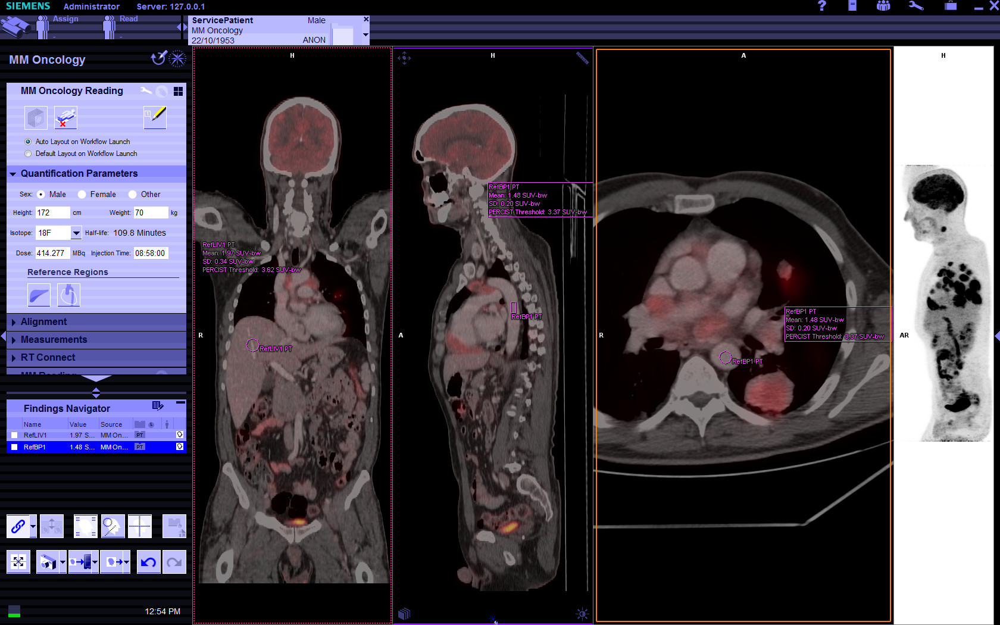 SIEMENS Administrator Server: 127.0.0.1
?
Assign
-
Read
-
ServicePatient Male
MM Oncology
22/10/1953 ANON
MM Oncology
MM Oncology Reading
1
Auto Layout on Workflow Launch
Default Layout on Workflow Launch
Quantification Parameters
Sex: Male Female Other
Height: 172 cm Weight: 70 kg
Isotope: 18F Half-life: 109.8 Minutes
Dose: 414.277 MBq Injection Time: 08:58:00
Reference Regions
Alignment
Measurements
RT Connect
MM Reading
Findings Navigator
Name Value Source
RefLIV1 1.97 S... MM On... PT
RefBP1 1.48 S... MM On... PT
12:54 PM
H
R
RefLIV1 PT
Mean: 1.97 SUV-bw
SD: 0.34 SUV-bw
PERCIST Threshold: 3.62 SUV-bw
RefLIV1 PT
H
A
RefBP1 PT
Mean: 1.48 SUV-bw
SD: 0.20 SUV-bw
PERCIST Threshold: 3.37 SUV-bw
RefBP1 PT
A
R
RefBP1 PT
Mean: 1.48 SUV-bw
SD: 0.20 SUV-bw
PERCIST Threshold: 3.37 SUV-bw
RefBP1 PT
H
AR